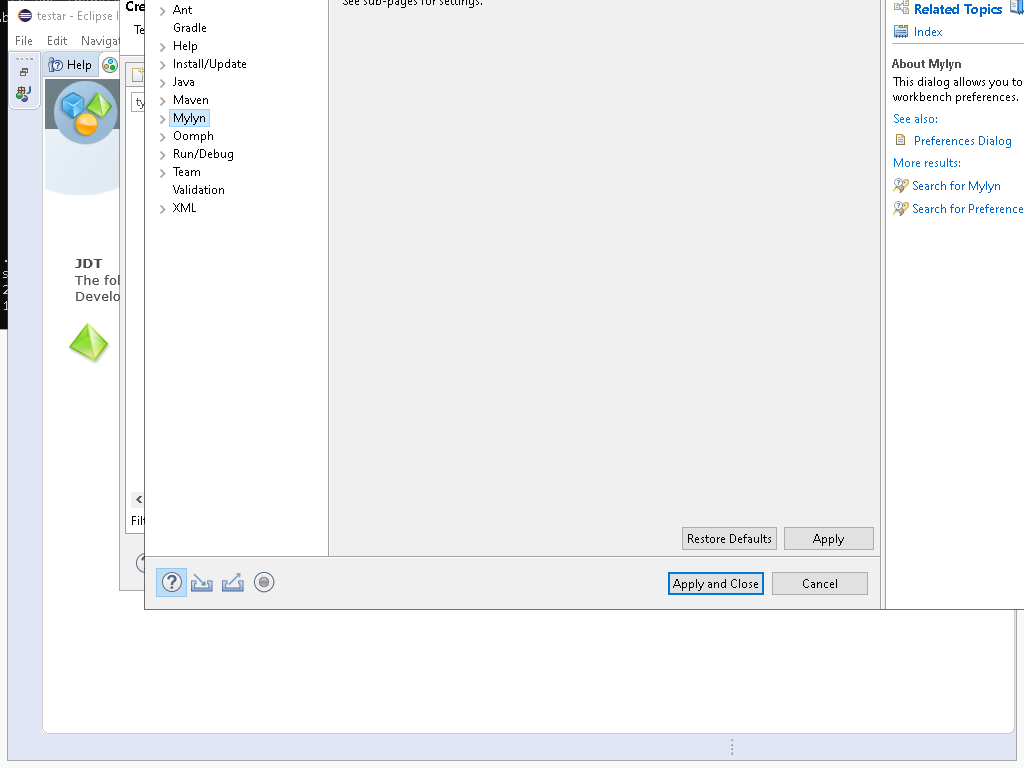 testar - Eclipse I
File Edit Navigat
Help
Cre
Te
ty
JDT
The fol
Develo
Filt
See sub-pages for settings.
Ant
Gradle
Help
Install/Update
Java
Maven
Mylyn
Oomph
Run/Debug
Team
Validation
XML
Restore Defaults Apply
Apply and Close Cancel
Related Topics
Index
About Mylyn
This dialog allows you to
workbench preferences.
See also:
Preferences Dialog
More results:
Search for Mylyn
Search for Preference